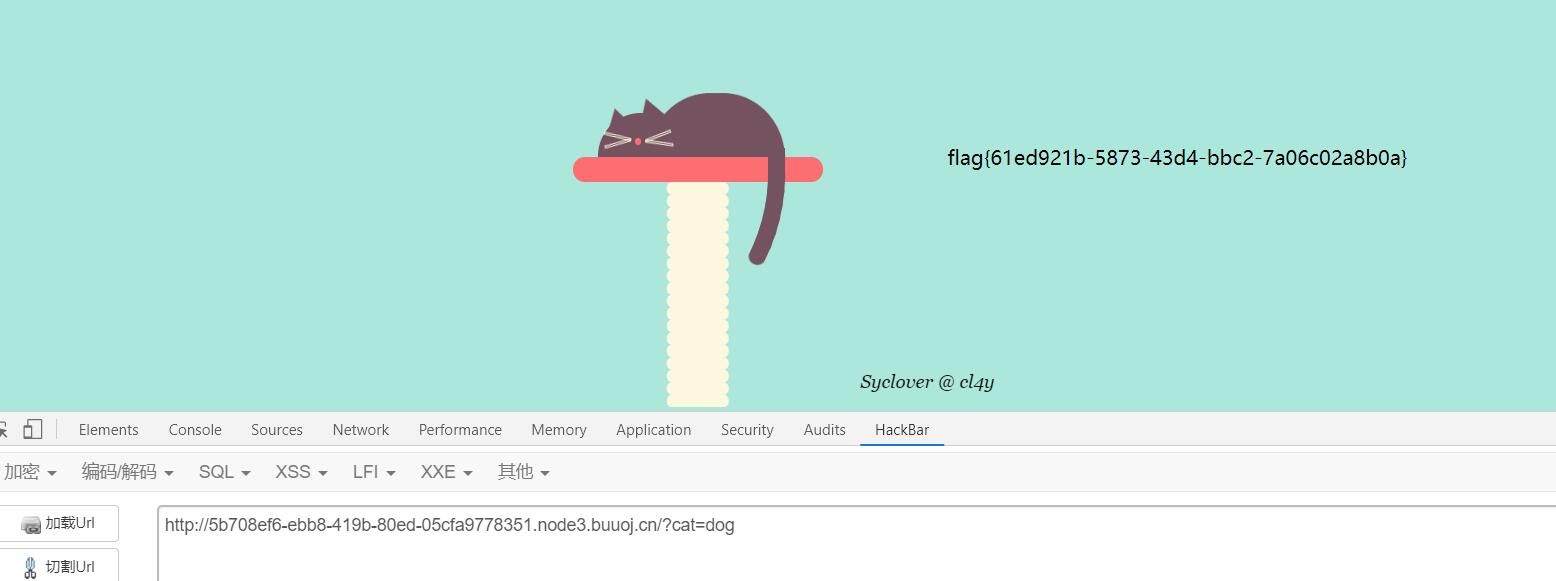 flag{61ed921b-5873-43d4-bbc2-7a06c02a8b0a}
Syclover @ cl4y
Elements Console Sources Network Performance Memory Application Security Audits HackBar
加密 编码/解码 SQL XSS LFI XXE 其他
加载Url
http://5b708ef6-ebb8-419b-80ed-05cfa9778351.node3.buuoj.cn/?cat=dog
切割Url